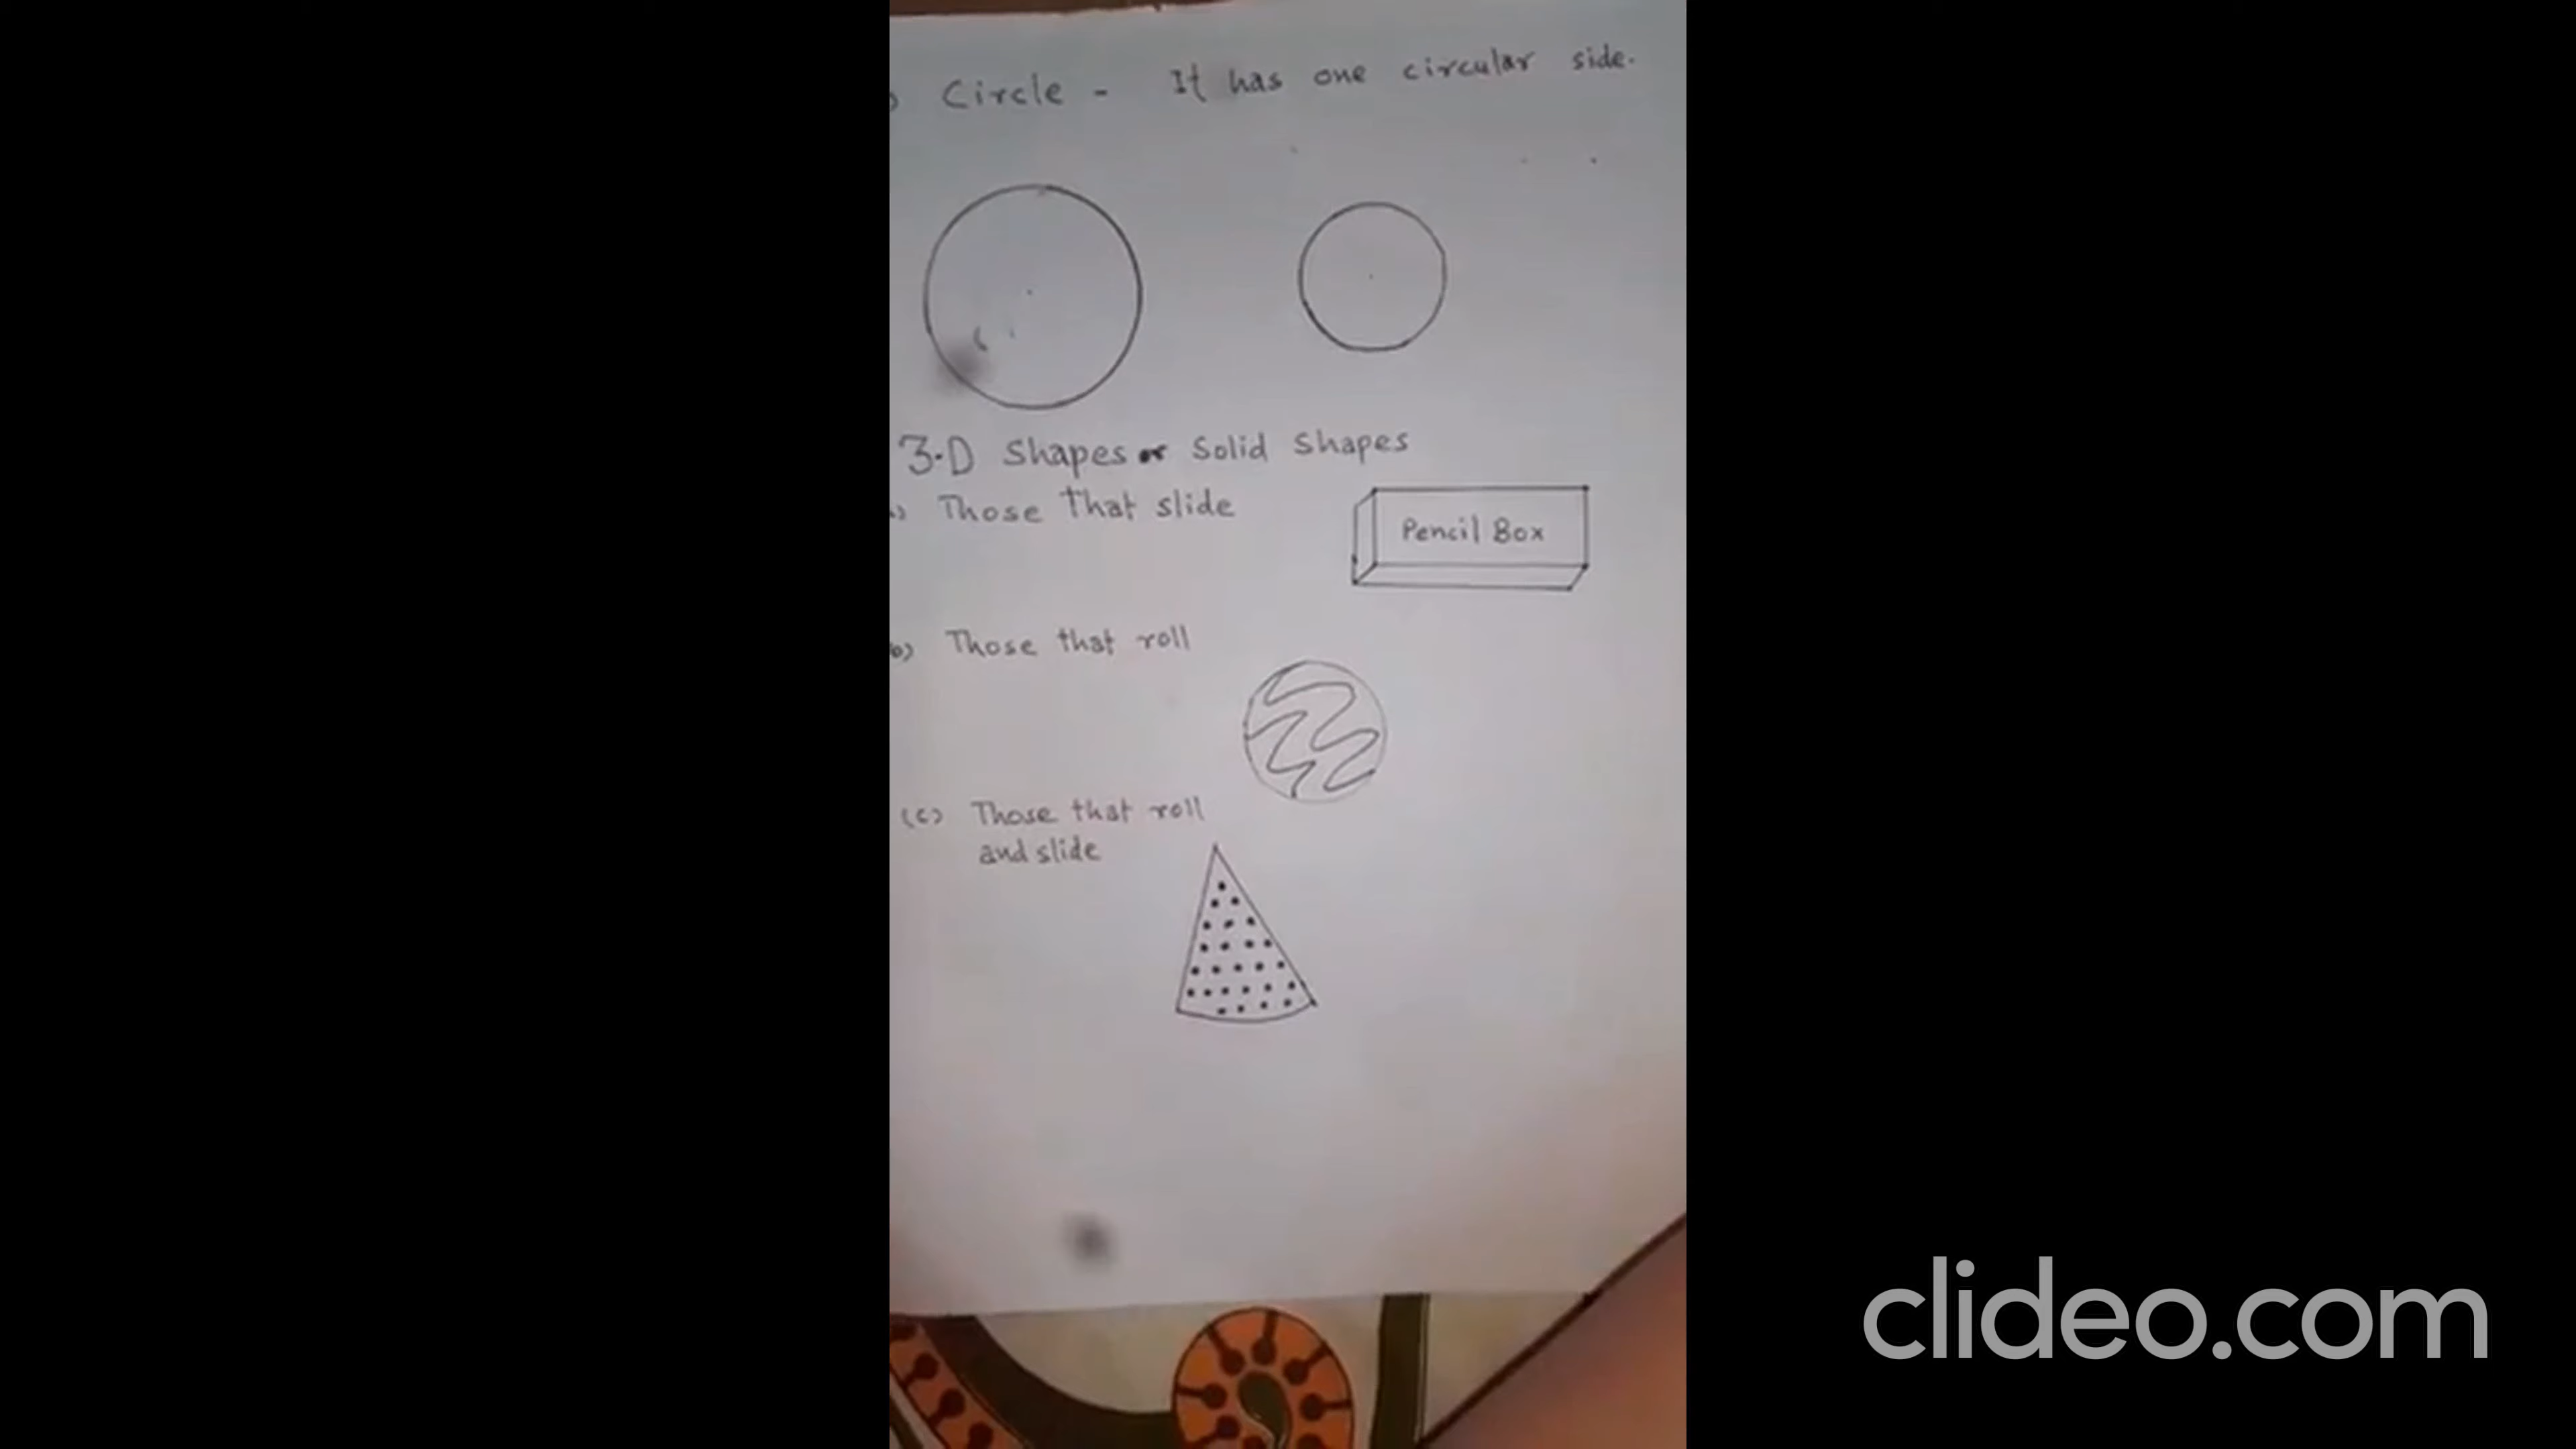 ) Circle - It has one circular side.
3-D Shapes or Solid Shapes
) Those that slide
Pencil Box
b) Those that roll
(c) Those that roll
and slide
clideo.com